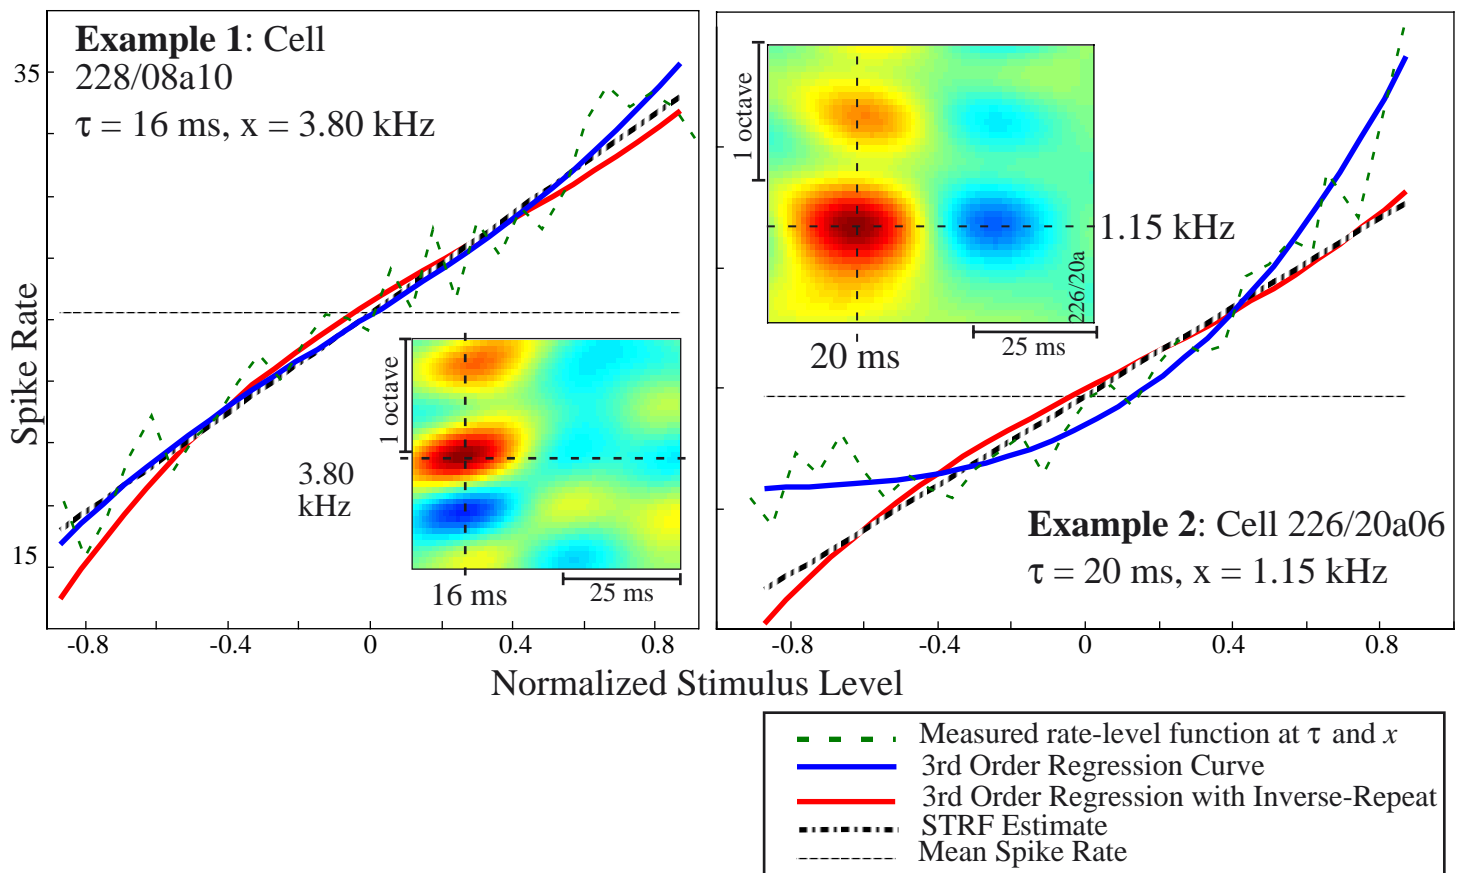 Example 1: Cell
228/08a10
τ = 16 ms, x = 3.80 kHz
35
15
Spike Rate
1 octave
3.80
kHz
16 ms
25 ms
-0.8
-0.4
0
0.4
0.8
1 octave
1.15 kHz
226/20a
20 ms
25 ms
Example 2: Cell 226/20a06
τ = 20 ms, x = 1.15 kHz
-0.8
-0.4
0
0.4
0.8
Normalized Stimulus Level
Measured rate-level function at τ and x
3rd Order Regression Curve
3rd Order Regression with Inverse-Repeat
STRF Estimate
Mean Spike Rate